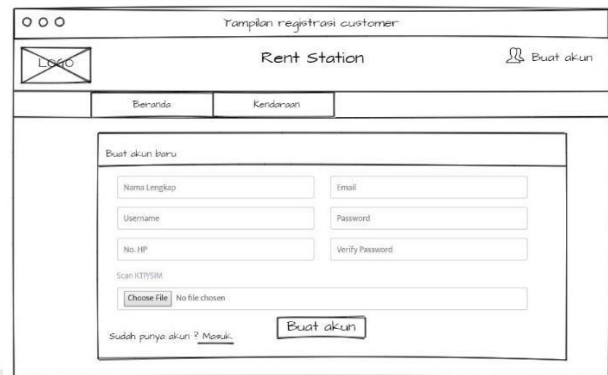 Tampilan registrasi customer
LOGO
Rent Station
Buat akun
Beranda
Kendaraan
Buat akun baru
Nama Lengkap
Email
Username
Password
No. HP
Verify Password
Scan KTP/SIM
Choose File No file chosen
Sudah punya akun ? Masuk.
Buat akun